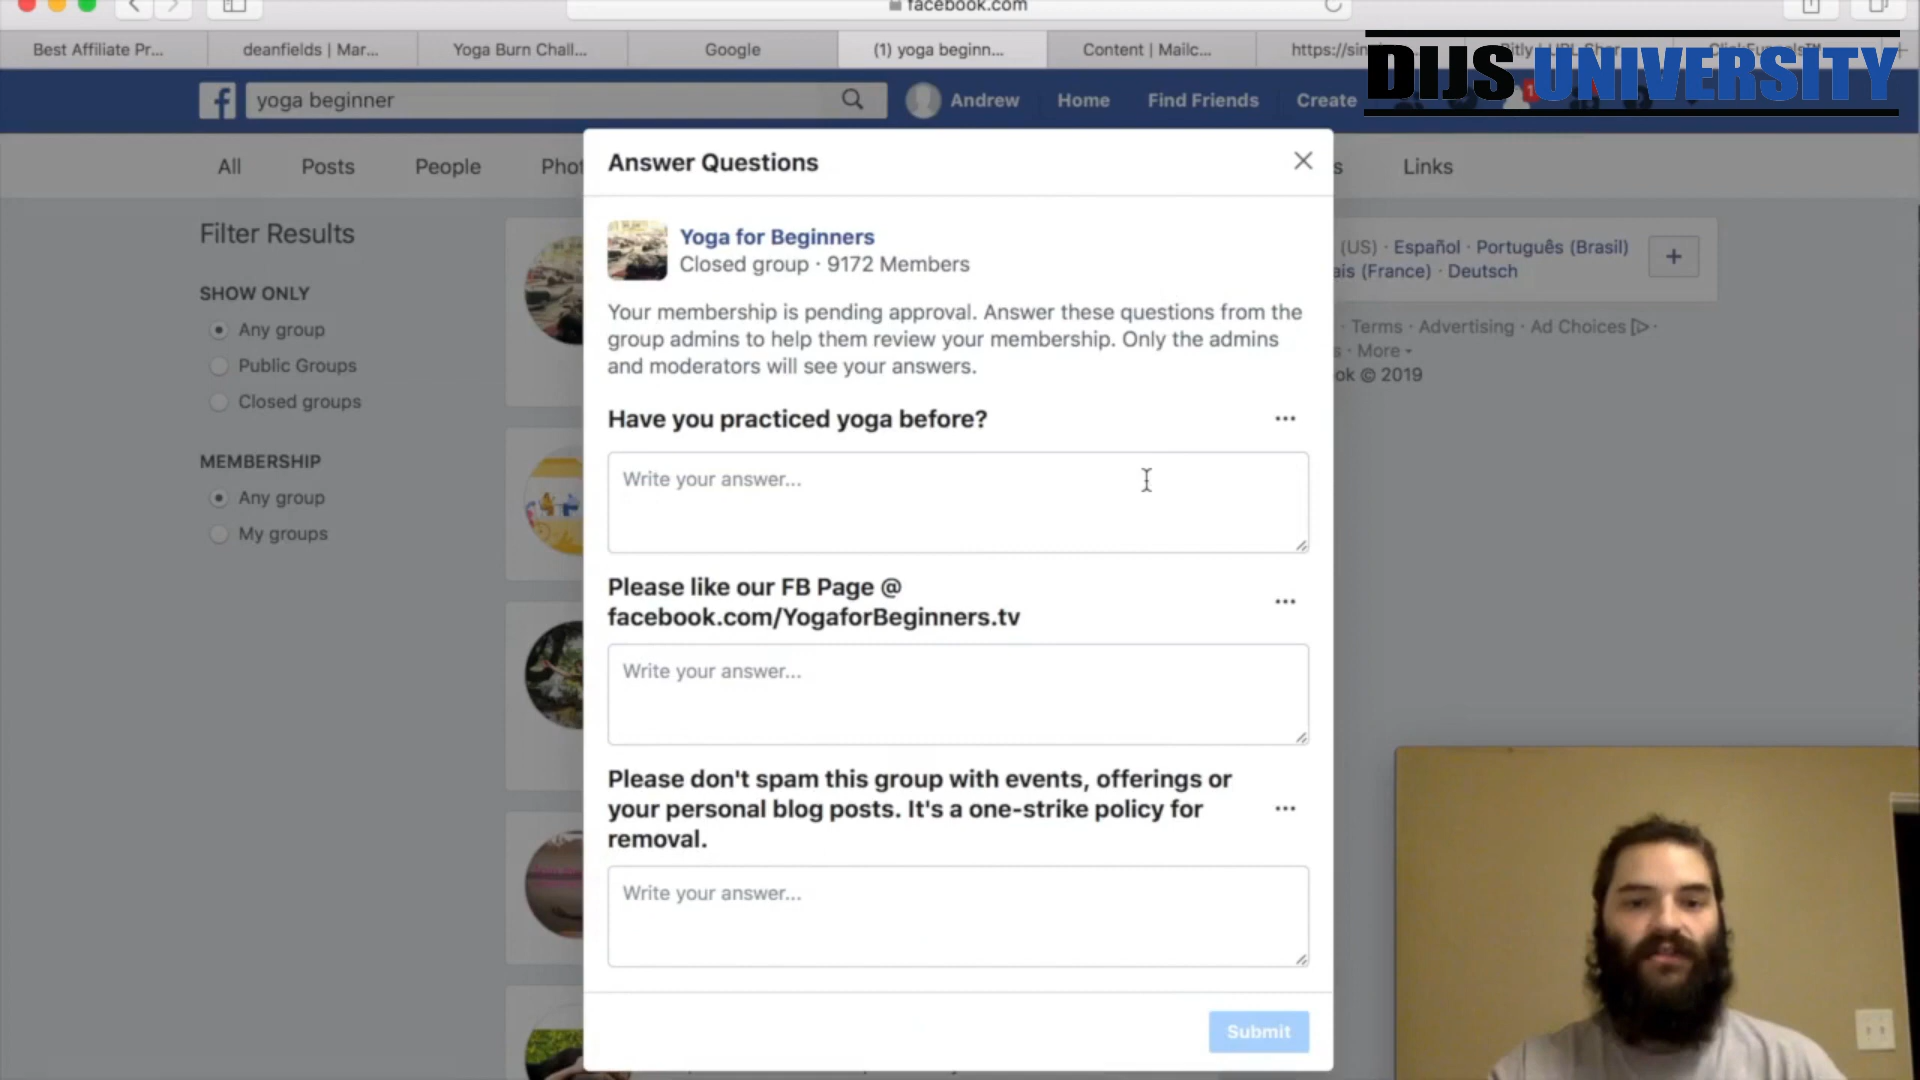 facebook.com
Best Affiliate Pr...
deanfields | Mar...
Yoga Burn Chall...
Google
(1) yoga beginn...
Content | Mailc...
DIJS UNIVERSITY
yoga beginner
Andrew
Home
Find Friends
Create
All
Posts
People
Links
Answer Questions
Filter Results
SHOW ONLY
Any group
Public Groups
Closed groups
MEMBERSHIP
Any group
My groups
Yoga for Beginners
Closed group · 9172 Members
Your membership is pending approval. Answer these questions from the
group admins to help them review your membership. Only the admins
and moderators will see your answers.
Have you practiced yoga before?
Write your answer...
Please like our FB Page @
facebook.com/YogaforBeginners.tv
Write your answer...
Please don't spam this group with events, offerings or
your personal blog posts. It's a one-strike policy for
removal.
Write your answer...
Submit
(US) · Español · Português (Brasil)
(France) · Deutsch
· Terms · Advertising · Ad Choices
· More
© 2019